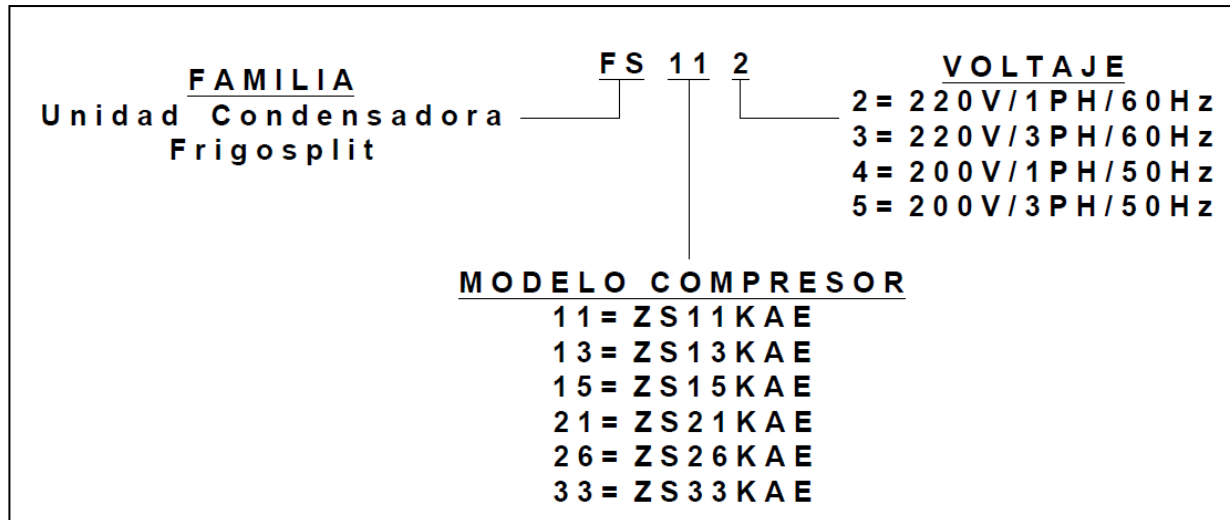 FS 11 2
FAMILIA
Unidad Condensadora
Frigosplit
VOLTAJE
2= 220V/1PH/60Hz
3= 220V/3PH/60Hz
4= 200V/1PH/50Hz
5= 200V/3PH/50Hz
MODELO COMPRESOR
11= ZS11KAE
13= ZS13KAE
15= ZS15KAE
21= ZS21KAE
26= ZS26KAE
33= ZS33KAE